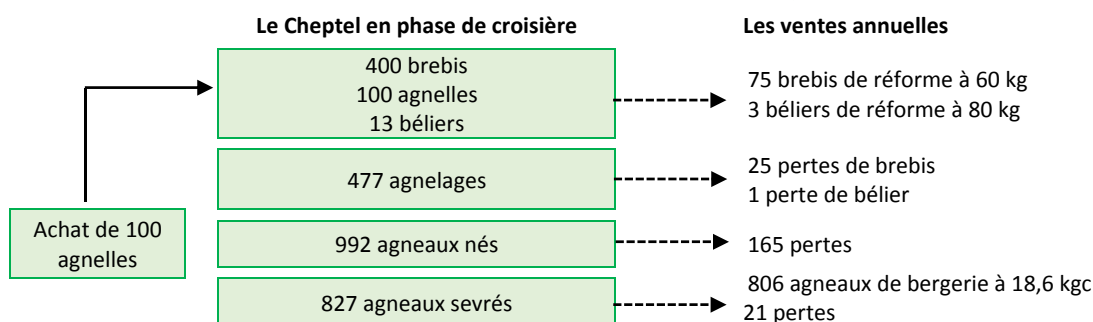 Le Cheptel en phase de croisière
Les ventes annuelles
400 brebis
100 agnelles
13 béliers
75 brebis de réforme à 60 kg
3 béliers de réforme à 80 kg
477 agnelages
25 pertes de brebis
1 perte de bélier
Achat de 100
agnelles
992 agneaux nés
165 pertes
827 agneaux sevrés
806 agneaux de bergerie à 18,6 kgc
21 pertes